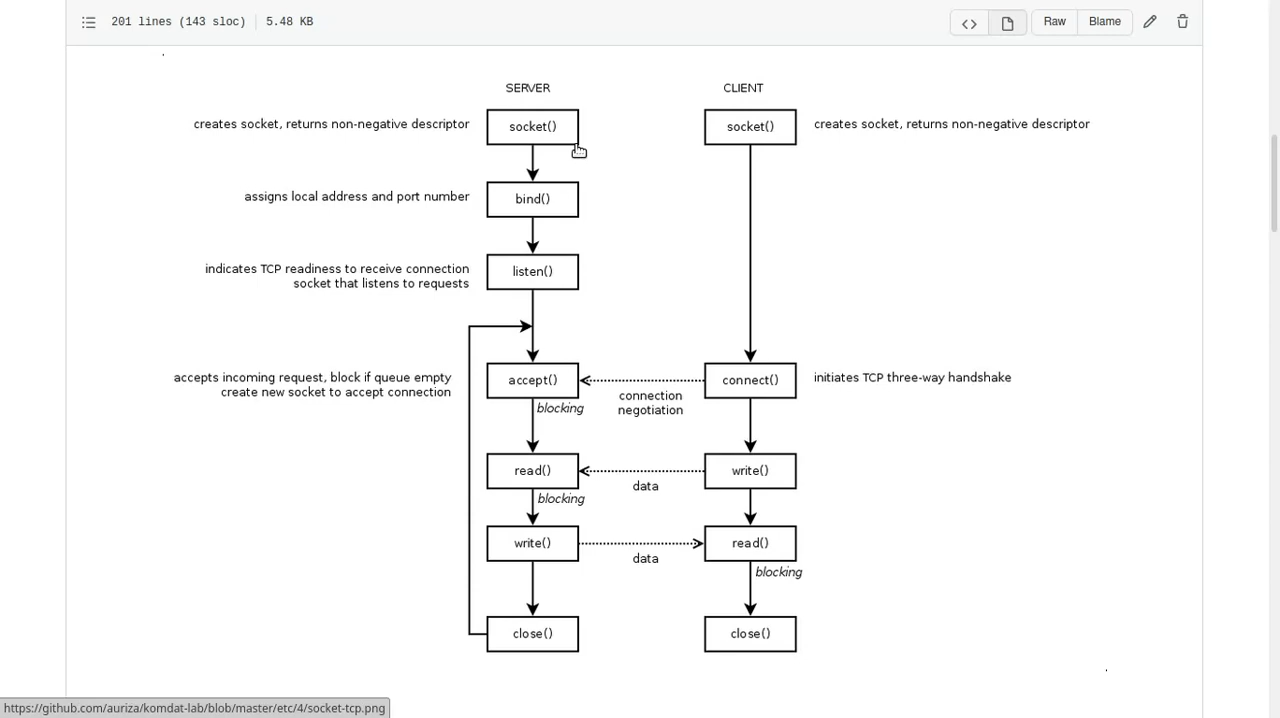 201 lines (143 sloc) 5.48 KB
Raw
Blame
SERVER
CLIENT
creates socket, returns non-negative descriptor
socket()
socket()
creates socket, returns non-negative descriptor
assigns local address and port number
bind()
indicates TCP readiness to receive connection
socket that listens to requests
listen()
accepts incoming request, block if queue empty
create new socket to accept connection
accept()
blocking
connection
negotiation
connect()
initiates TCP three-way handshake
read()
blocking
data
write()
write()
data
read()
blocking
close()
close()
https://github.com/auriza/komdat-lab/blob/master/etc/4/socket-tcp.png